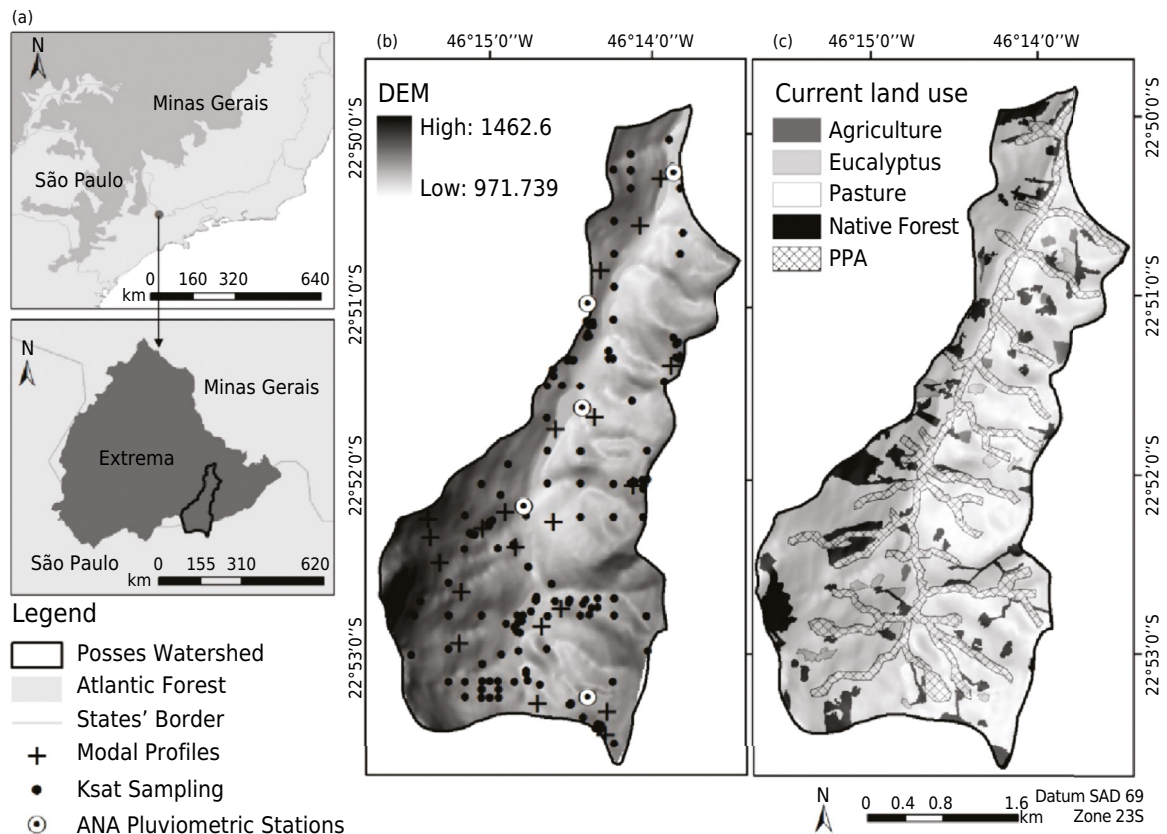 (a)
N
Minas Gerais
São Paulo
0 160 320 640
km
N
Minas Gerais
Extrema
São Paulo
0 155 310 620
km
Legend
Posses Watershed
Atlantic Forest
States’ Border
Modal Profiles
Ksat Sampling
ANA Pluviometric Stations
(b)
46°15'0''W 46°14'0''W
DEM
High: 1462.6
Low: 971.739
22°50'0''S
22°51'0''S
22°52'0''S
22°53'0''S
(c)
46°15'0''W 46°14'0''W
Current land use
Agriculture
Eucalyptus
Pasture
Native Forest
PPA
22°50'0''S
22°51'0''S
22°52'0''S
22°53'0''S
N
0 0.4 0.8 1.6
km
Datum SAD 69
Zone 23S